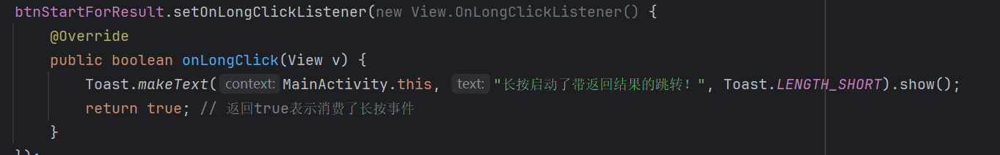 btnStartForResult.setOnLongClickListener(new View.OnLongClickListener() {
@Override
public boolean onLongClick(View v) {
Toast.makeText( context: MainActivity.this, text: "长按启动了带返回结果的跳转！", Toast.LENGTH_SHORT).show();
return true; // 返回true表示消费了长按事件
}
});